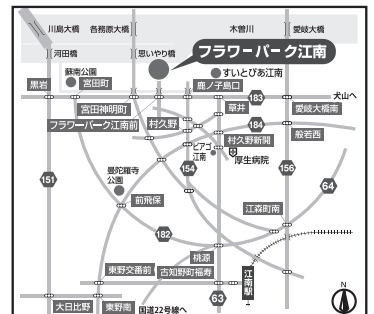 川島大橋
各務原大橋
木曽川
愛岐大橋
河田橋
思いやり橋
フラワーパーク江南
蘇南公園
すいとぴあ江南
黒岩
宮田町
鹿ノ子島口
183
犬山へ
宮田神明町
草井
愛岐大橋南
フラワーパーク江南前
村久野
184
般若西
ピアゴ
江南
村久野新開
厚生病院
曼陀羅寺
公園
151
154
156
64
前飛保
江森町南
182
桃源
東野交番前
古知野町福寿
江南駅
大日比野
東野南
国道22号線へ
63
N